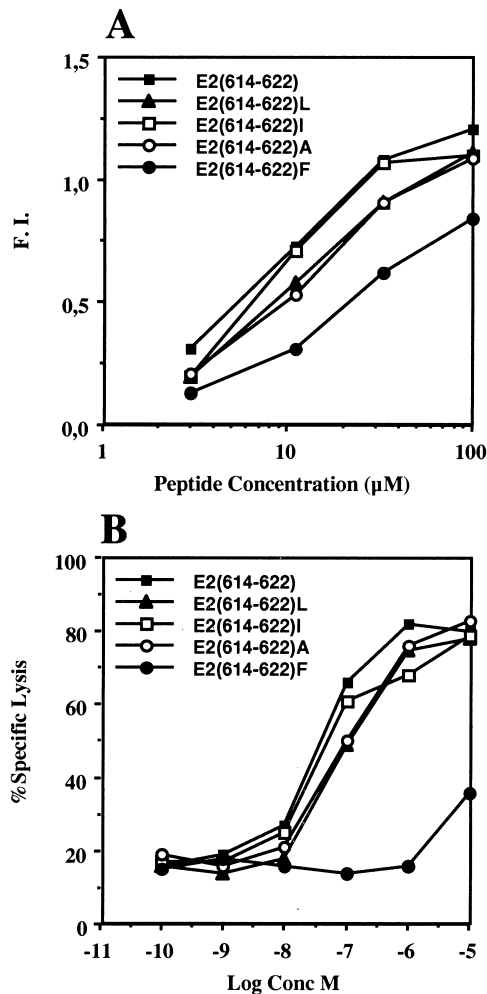 A
1,5
1,0
0,5
0,0
F. I.
E2(614-622)
E2(614-622)L
E2(614-622)I
E2(614-622)A
E2(614-622)F
1
10
100
Peptide Concentration (µM)
B
100
80
60
40
20
0
%Specific Lysis
E2(614-622)
E2(614-622)L
E2(614-622)I
E2(614-622)A
E2(614-622)F
-11
-10
-9
-8
-7
-6
-5
Log Conc M